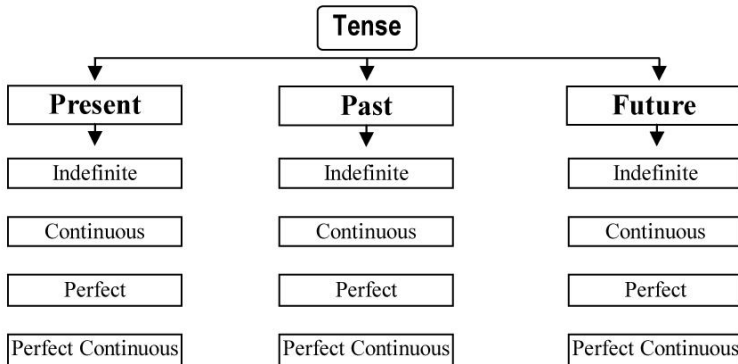 Tense
Present Past Future
Indefinite Indefinite Indefinite
Continuous Continuous Continuous
Perfect Perfect Perfect
Perfect Continuous Perfect Continuous Perfect Continuous